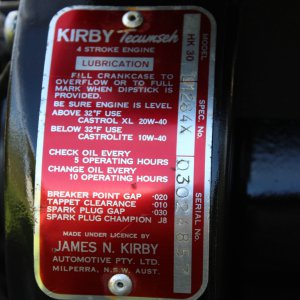 KIRBY Tecumseh
4 STROKE ENGINE
LUBRICATION
FILL CRANKCASE TO
OVERFLOW OR TO FULL
MARK WHEN DIPSTICK IS
PROVIDED.
BE SURE ENGINE IS LEVEL
ABOVE 32°F USE
CASTROL XL 20W-40
BELOW 32°F USE
CASTROLITE 10W-40
CHECK OIL EVERY
5 OPERATING HOURS
CHANGE OIL EVERY
10 OPERATING HOURS
BREAKER POINT GAP ·020
TAPPET CLEARANCE ·010
SPARK PLUG GAP ·030
SPARK PLUG CHAMPION J8
MADE UNDER LICENCE BY
JAMES N. KIRBY
AUTOMOTIVE PTY. LTD.
MILPERRA, N.S.W. AUST.
MODEL
HK 30
SPEC. No.
SERIAL No.